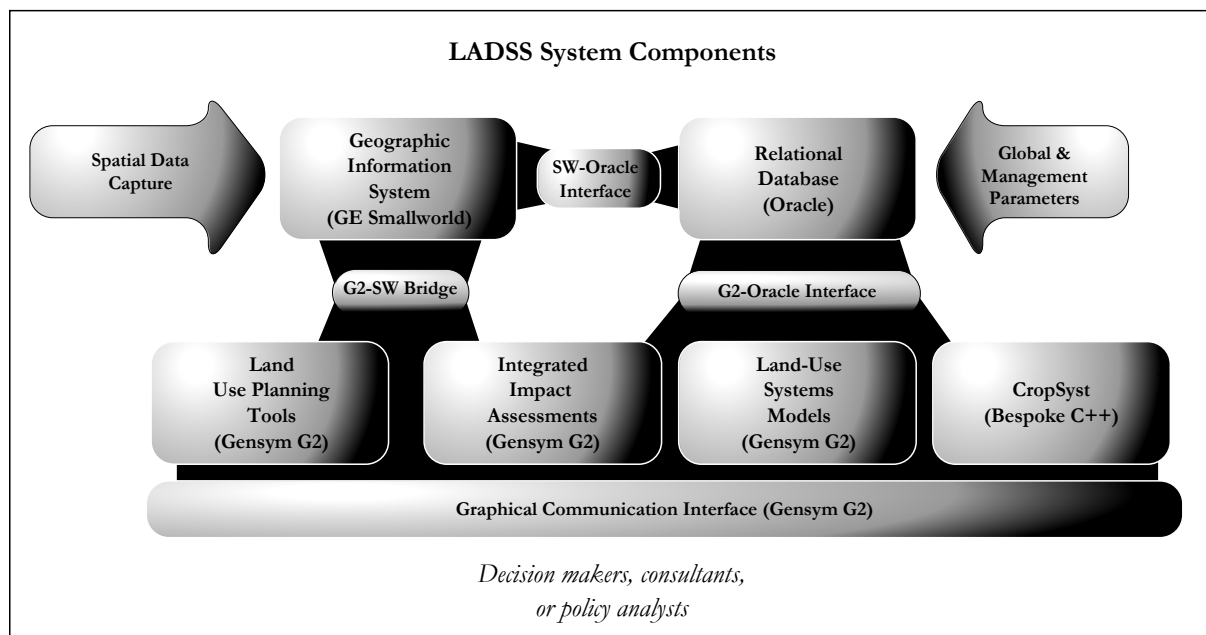 LADSS System Components
Spatial Data
Capture
Geographic
Information
System
(GE Smallworld)
SW-Oracle
Interface
Relational
Database
(Oracle)
Global &
Management
Parameters
G2-SW Bridge
G2-Oracle Interface
Land
Use Planning
Tools
(Gensym G2)
Integrated
Impact
Assessments
(Gensym G2)
Land-Use
Systems
Models
(Gensym G2)
CropSyst
(Bespoke C++)
Graphical Communication Interface (Gensym G2)
Decision makers, consultants,
or policy analysts